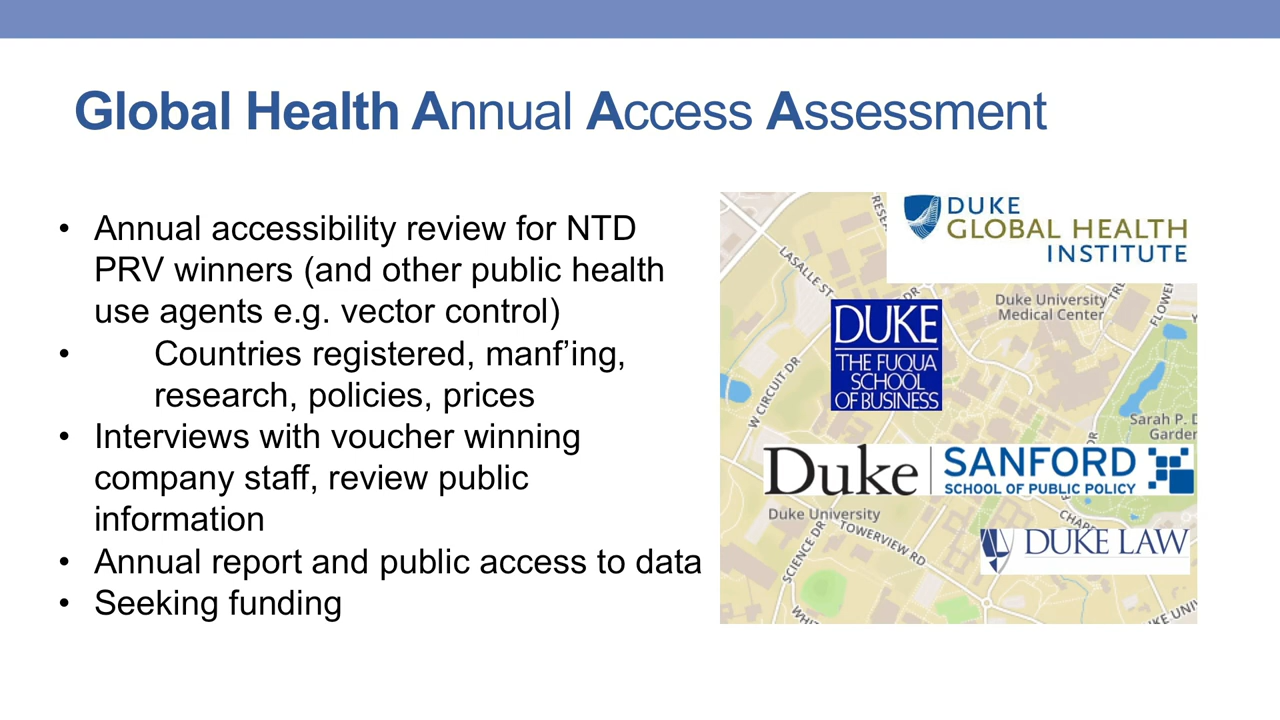 Global Health Annual Access Assessment
• Annual accessibility review for NTD
PRV winners (and other public health
use agents e.g. vector control)
• Countries registered, manf’ing,
research, policies, prices
• Interviews with voucher winning
company staff, review public
information
• Annual report and public access to data
• Seeking funding
DUKE
GLOBAL HEALTH
INSTITUTE
LASALLE ST
DR
Duke University
Medical Center
DUKE
THE FUQUA
SCHOOL
OF BUSINESS
W CIRCUIT DR
Sarah P. D
Garden
DR
Duke
SANFORD
SCHOOL OF PUBLIC POLICY
Duke University
SCIENCE DR
TOWERVIEW RD
CHAP
DUKE LAW